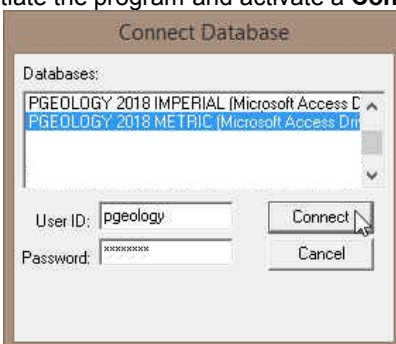 tiate the program and activate a Con
Connect Database
Databases:
PGEOLOGY 2018 IMPERIAL (Microsoft Access D
PGEOLOGY 2018 METRIC (Microsoft Access Dri
User ID: pgeology Connect
Password: ******** Cancel